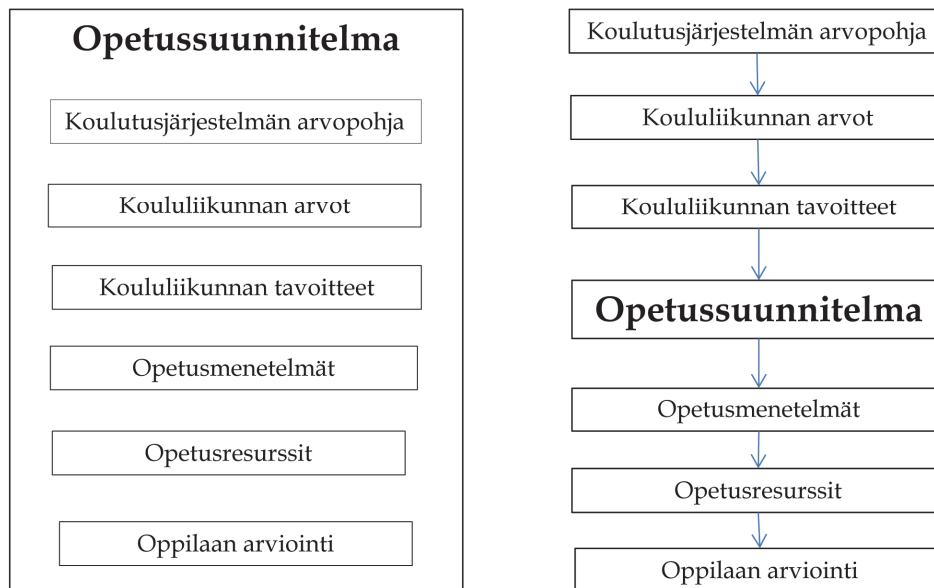 Opetussuunnitelma
Koulutusjärjestelmän arvopohja
Koululiikunnan arvot
Koululiikunnan tavoitteet
Opetusmenetelmät
Opetusresurssit
Oppilaan arviointi
Koulutusjärjestelmän arvopohja
Koululiikunnan arvot
Koululiikunnan tavoitteet
Opetussuunnitelma
Opetusmenetelmät
Opetusresurssit
Oppilaan arviointi